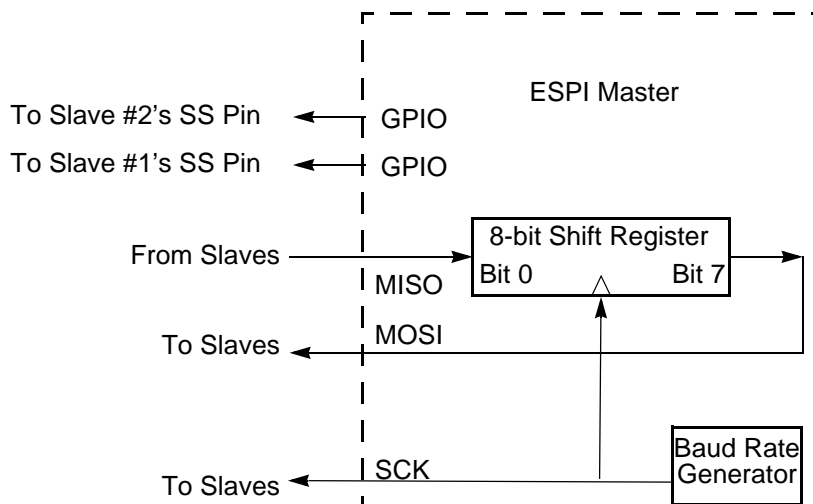 ESPI Master
To Slave #2's SS Pin
GPIO
To Slave #1's SS Pin
GPIO
8-bit Shift Register
From Slaves
Bit 0
Bit 7
MISO
MOSI
To Slaves
Baud Rate
Generator
SCK
To Slaves